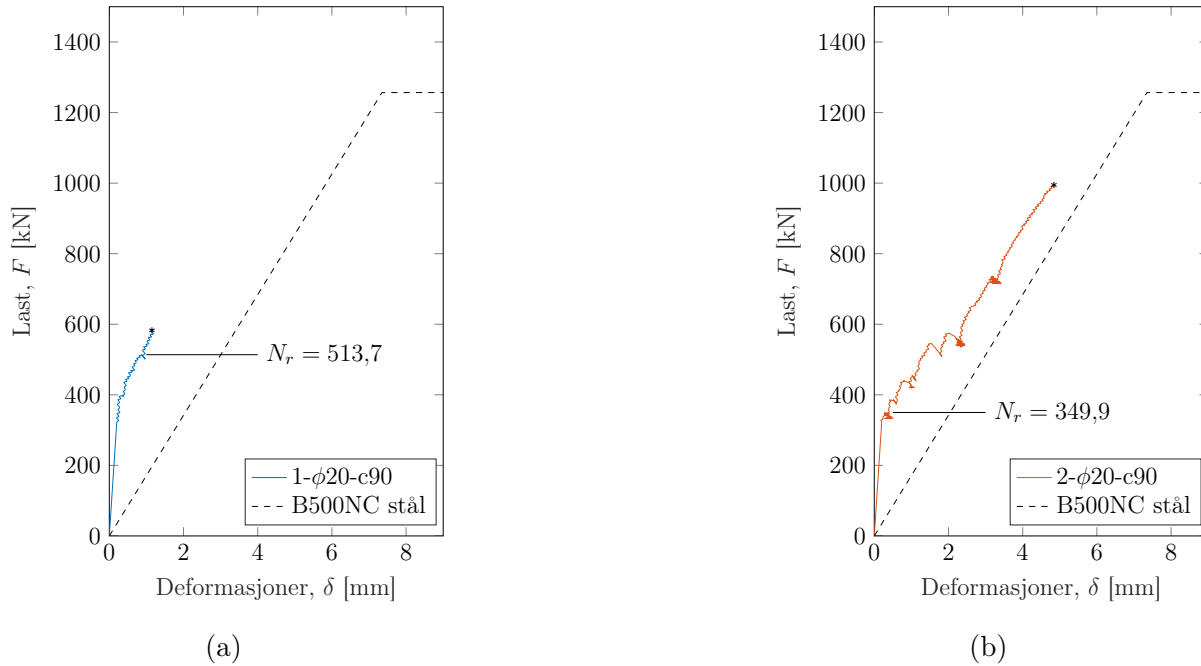 1400
1200
1000
800
600
400
200
0
Last, F [kN]
N_r = 513,7
1-ϕ20-c90
B500NC stål
0 2 4 6 8
Deformasjoner, δ [mm]
(a)
1400
1200
1000
800
600
400
200
0
Last, F [kN]
N_r = 349,9
2-ϕ20-c90
B500NC stål
0 2 4 6 8
Deformasjoner, δ [mm]
(b)